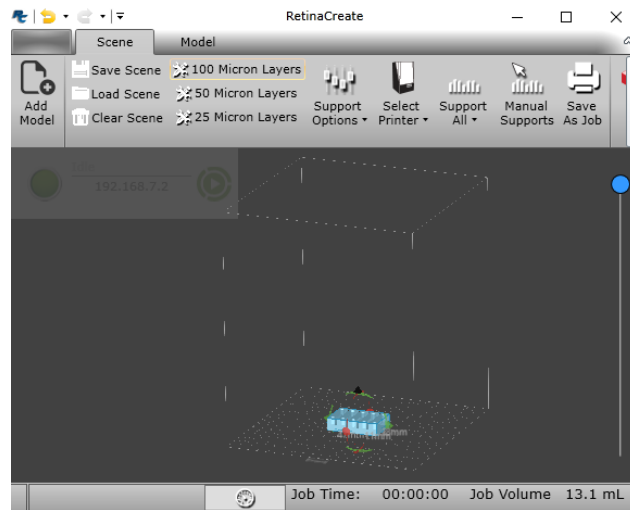 RetinaCreate
Scene Model
Save Scene
Load Scene
Clear Scene
100 Micron Layers
50 Micron Layers
25 Micron Layers
Add
Model
Support
Options
Select
Printer
Support
All
Manual
Supports
Save
As Job
192.168.7.2
Job Time: 00:00:00 Job Volume 13.1 mL